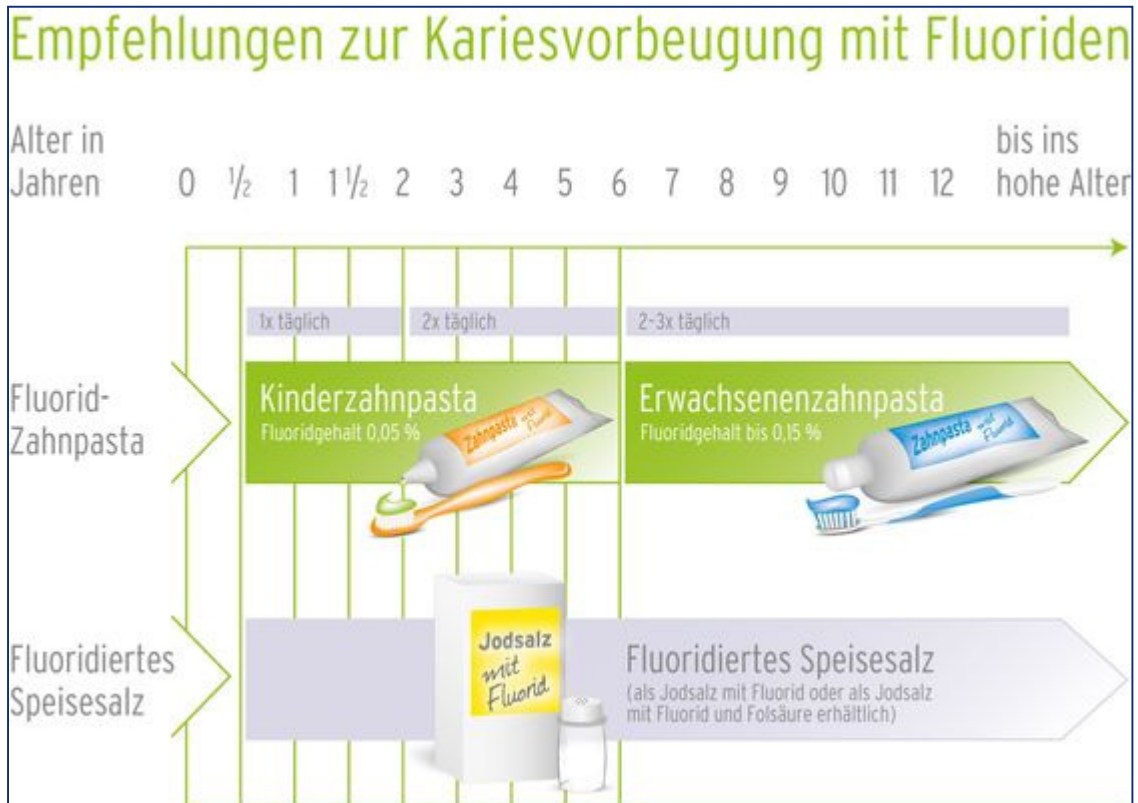 Empfehlungen zur Kariesvorbeugung mit Fluoriden
Alter in
Jahren
0 ½ 1 1 ½ 2 3 4 5 6 7 8 9 10 11 12
bis ins
hohe Alter
1x täglich
2x täglich
2-3x täglich
Fluorid-
Zahnpasta
Kinderzahnpasta
Fluoridgehalt 0,05 %
Zahnpasta mit
Fluorid
Erwachsenenzahnpasta
Fluoridgehalt bis 0,15 %
Zahnpasta mit
Fluorid
Fluoridiertes
Speisesalz
Jodsalz
mit
Fluorid
Fluoridiertes Speisesalz
(als Jodsalz mit Fluorid oder als Jodsalz
mit Fluorid und Folsäure erhältlich)